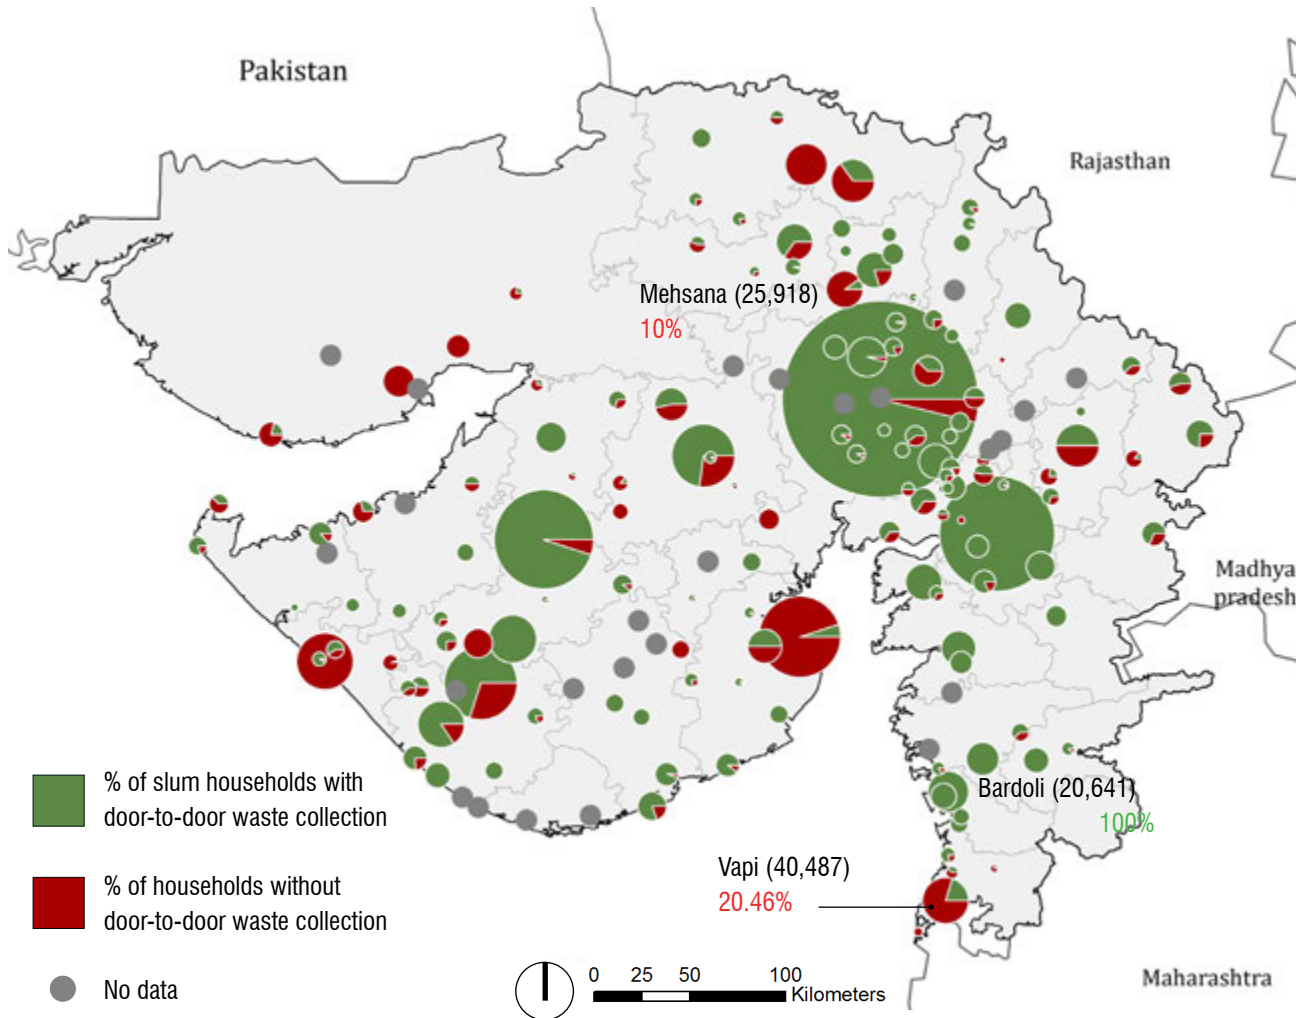 Pakistan
Rajasthan
Mehsana (25,918)
10%
Madhya
pradesh
% of slum households with
door-to-door waste collection
Bardoli (20,641)
100%
Vapi (40,487)
20.46%
% of households without
door-to-door waste collection
No data
0 25 50 100
Kilometers
Maharashtra